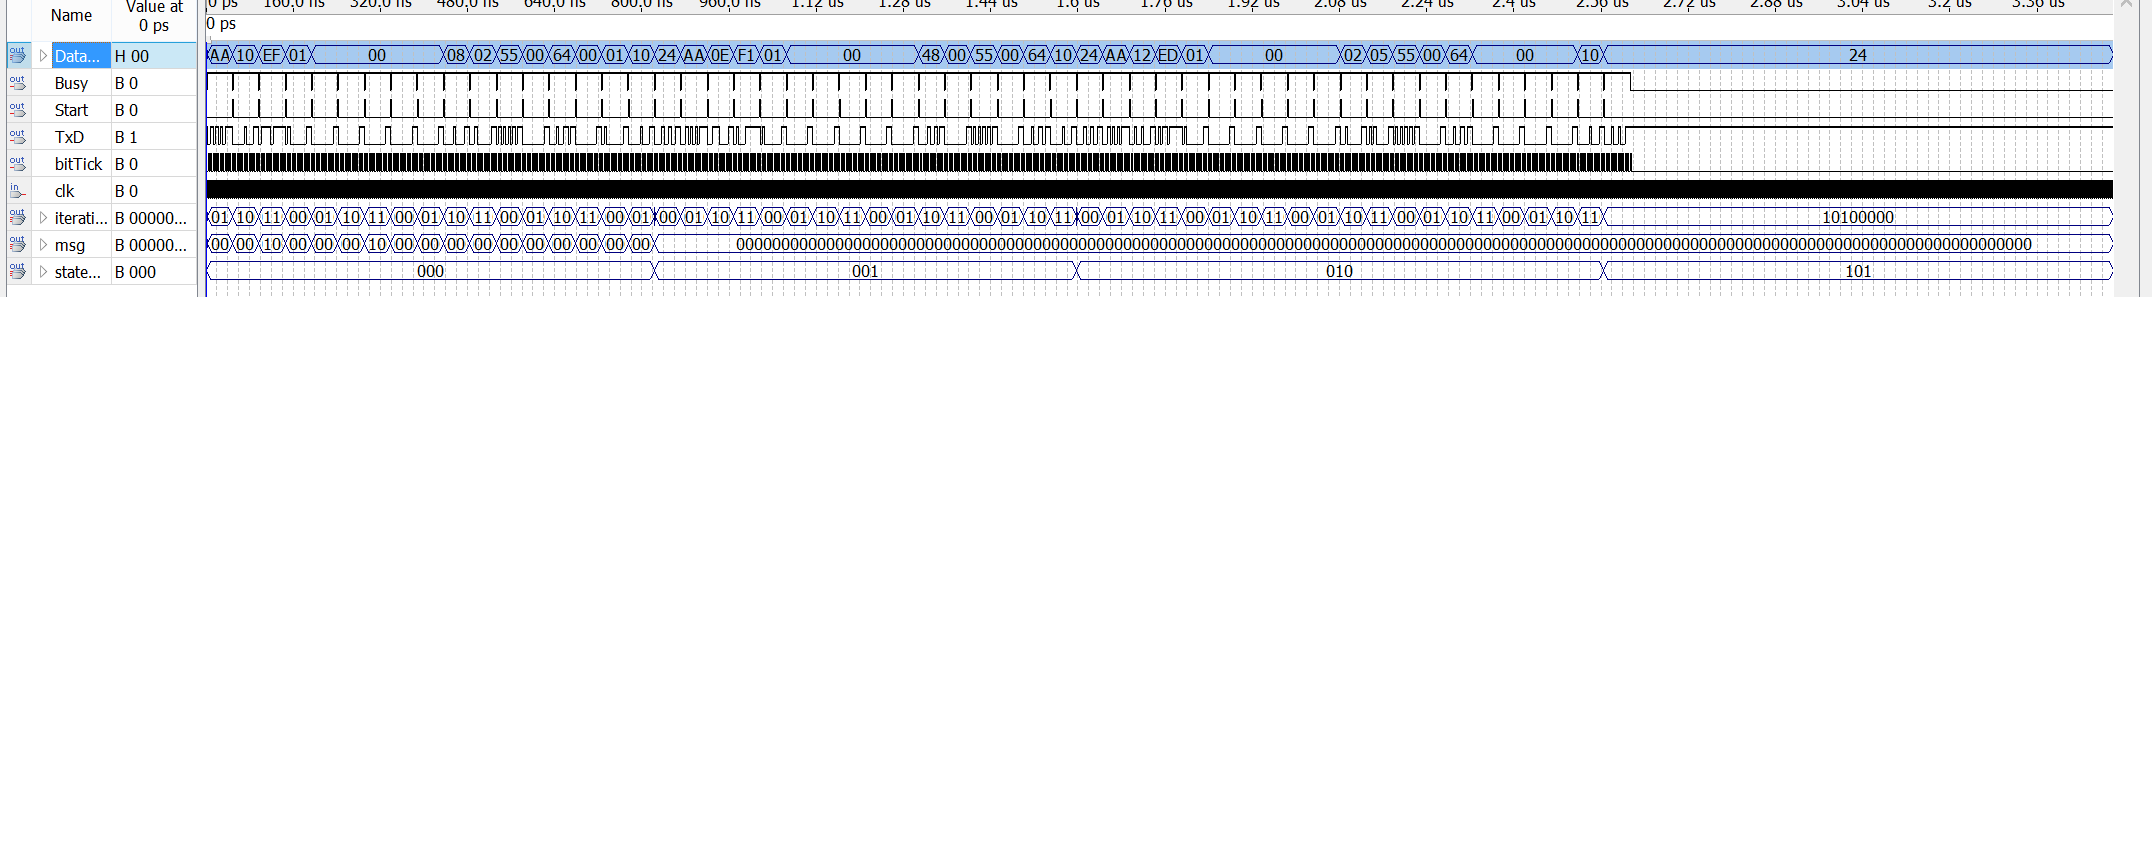 Name Value at 0 ps
0 ps 160,0 ns 320,0 ns 480,0 ns 640,0 ns 800,0 ns 960,0 ns 1.12 us 1.28 us 1.44 us 1.6 us 1.76 us 1.92 us 2.08 us 2.24 us 2.4 us 2.56 us 2.72 us 2.88 us 3.04 us 3.2 us 3.36 us
0 ps
out Data... H 00 AA 10 EF 01 00 08 02 55 00 64 00 01 10 24 AA 0E F1 01 00 48 00 55 00 64 10 24 AA 12 ED 01 00 02 05 55 00 64 00 10 24
out Busy B 0
out Start B 0
out TxD B 1
out bitTick B 0
in clk B 0
out iterati... B 00000... 01 10 11 00 01 10 11 00 01 10 11 00 01 10 11 00 01 00 01 10 11 00 01 10 11 00 01 10 11 00 01 10 11 00 01 10 11 00 01 10 11 00 01 10 11 00 01 10 11 00 01 10 11 10100000
out msg B 00000... 00 00 10 00 00 00 10 00 00 00 00 00 00 00 00 00 00
out state... B 000 000 001 010 101